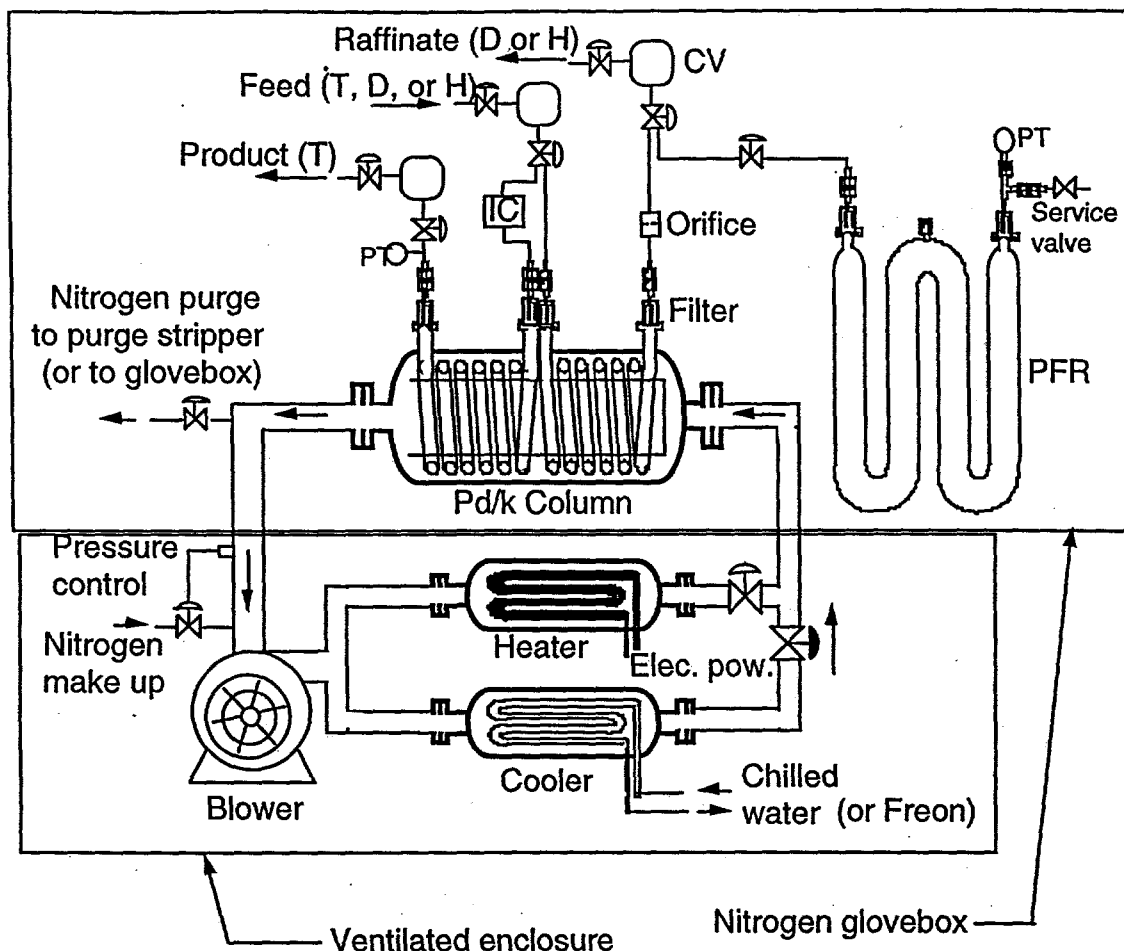 Raffinate (D or H)
CV
Feed (T, D, or H)
Product (T)
PT
IC
Orifice
PT
Service
valve
Nitrogen purge
to purge stripper
(or to glovebox)
Filter
PFR
Pd/k Column
Pressure
control
Nitrogen
make up
Heater
Elec. pow.
Blower
Cooler
Chilled
water (or Freon)
Nitrogen glovebox
Ventilated enclosure